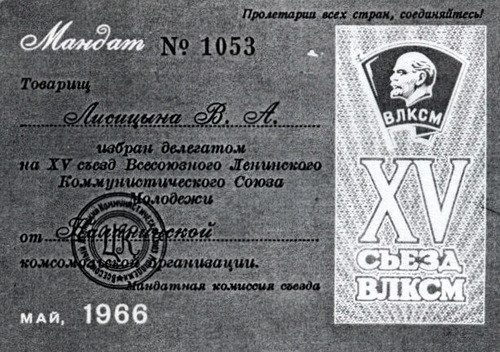 Пролетарии всех стран, соединяйтесь!
Мандат № 1053
Товарищ
Лисицына В. А.
избран делегатом
на XV съезд Всесоюзного Ленинского
Коммунистического Союза
Молодежи
от
комсомольской организации.
Мандатная комиссия съезда
МАЙ, 1966
ВЛКСМ
XV
СЪЕЗД
ВЛКСМ
ЦК